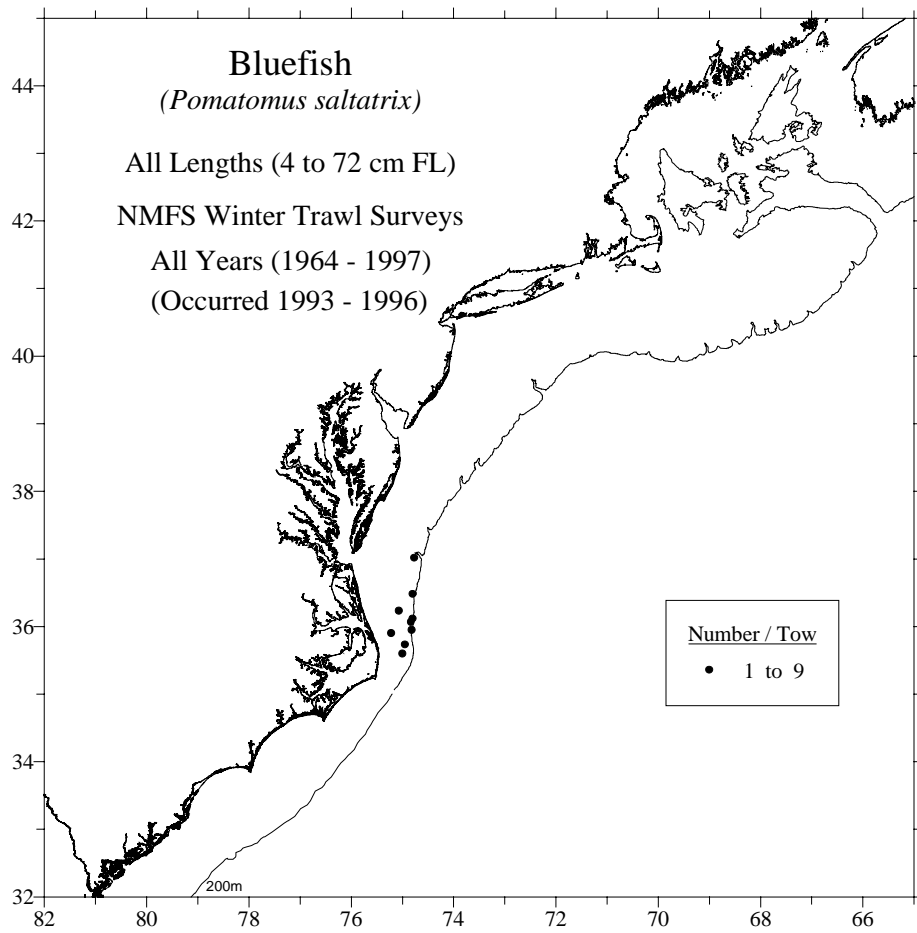 Bluefish
(Pomatomus saltatrix)
All Lengths (4 to 72 cm FL)
NMFS Winter Trawl Surveys
All Years (1964 - 1997)
(Occurred 1993 - 1996)
44
42
40
38
36
34
32
Number / Tow
1 to 9
200m
82 80 78 76 74 72 70 68 66